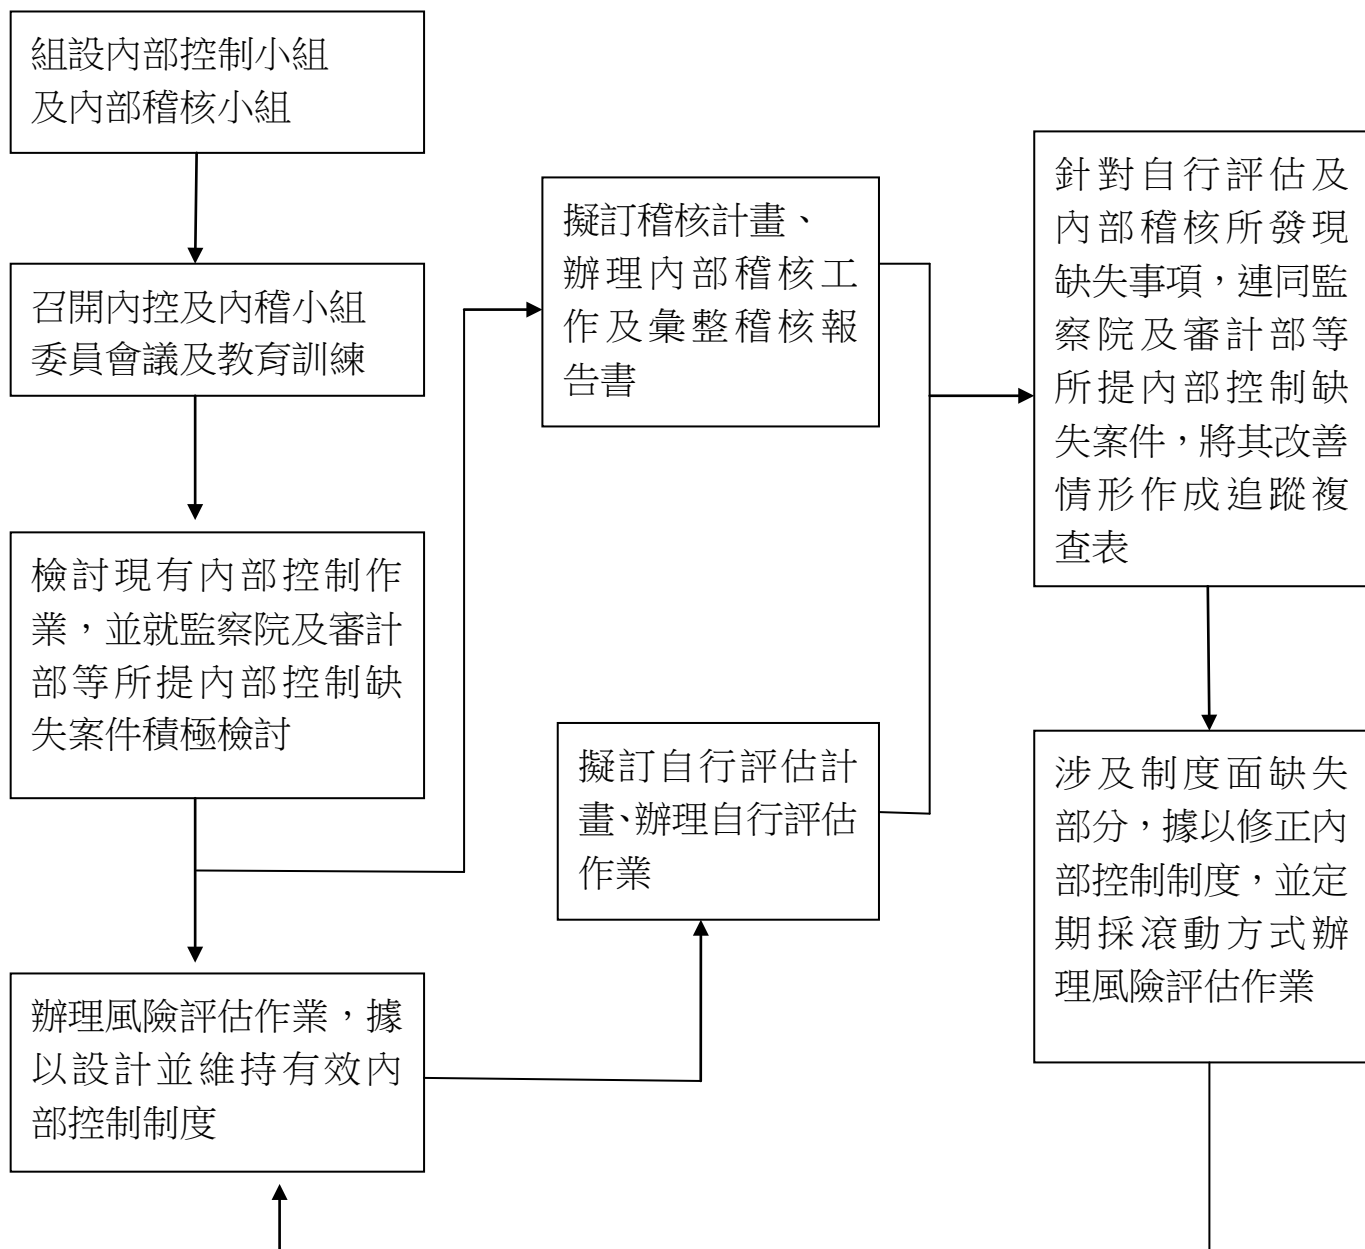 組設內部控制小組
及內部稽核小組
召開內控及內稽小組
委員會議及教育訓練
檢討現有內部控制作
業，並就監察院及審計
部等所提內部控制缺
失案件積極檢討
辦理風險評估作業，據
以設計並維持有效內
部控制制度
擬訂稽核計畫、
辦理內部稽核工
作及彙整稽核報
告書
擬訂自行評估計
畫、辦理自行評估
作業
針對自行評估及
內部稽核所發現
缺失事項，連同監
察院及審計部等
所提內部控制缺
失案件，將其改善
情形作成追蹤複
查表
涉及制度面缺失
部分，據以修正內
部控制制度，並定
期採滾動方式辦
理風險評估作業